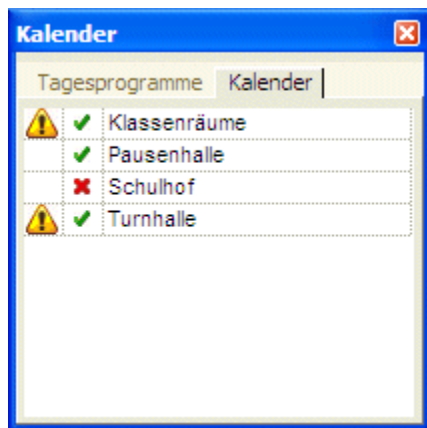 Kalender
Tagesprogramme Kalender
Klassenräume
Pausenhalle
Schulhof
Turnhalle